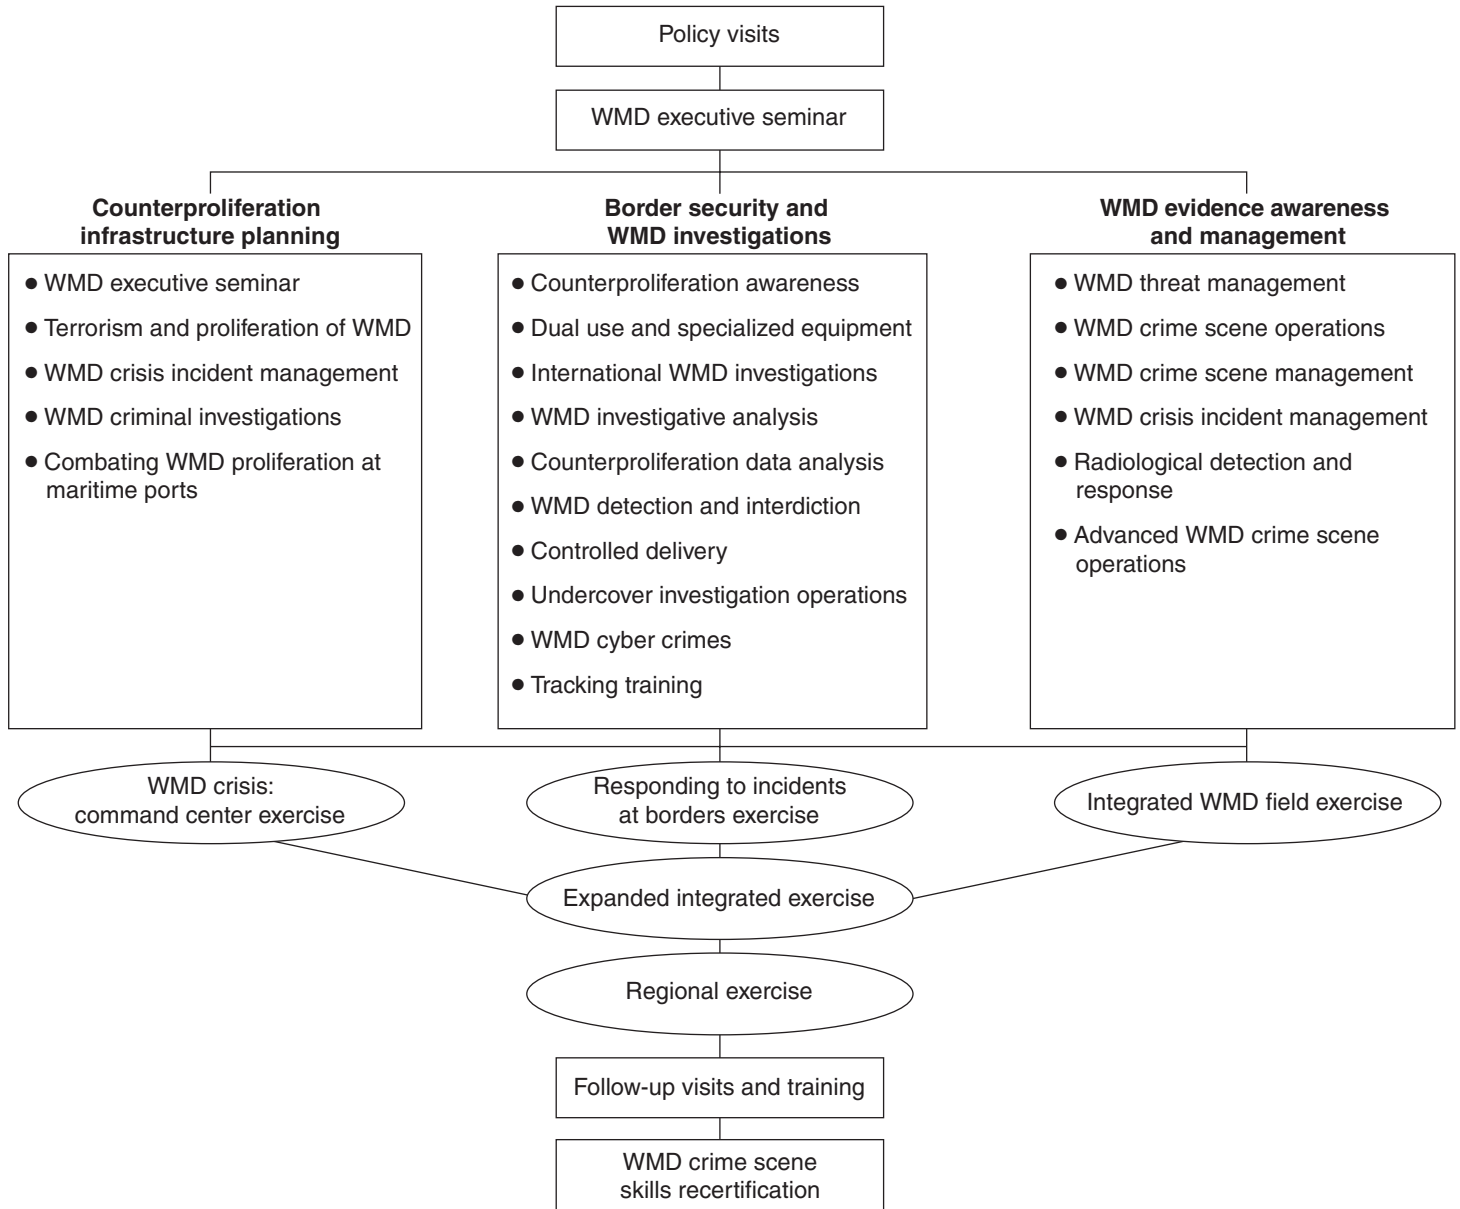 Policy visits
WMD executive seminar
Counterproliferation
infrastructure planning
● WMD executive seminar
● Terrorism and proliferation of WMD
● WMD crisis incident management
● WMD criminal investigations
● Combating WMD proliferation at
maritime ports
Border security and
WMD investigations
● Counterproliferation awareness
● Dual use and specialized equipment
● International WMD investigations
● WMD investigative analysis
● Counterproliferation data analysis
● WMD detection and interdiction
● Controlled delivery
● Undercover investigation operations
● WMD cyber crimes
● Tracking training
WMD evidence awareness
and management
● WMD threat management
● WMD crime scene operations
● WMD crime scene management
● WMD crisis incident management
● Radiological detection and
response
● Advanced WMD crime scene
operations
WMD crisis:
command center exercise
Responding to incidents
at borders exercise
Integrated WMD field exercise
Expanded integrated exercise
Regional exercise
Follow-up visits and training
WMD crime scene
skills recertification